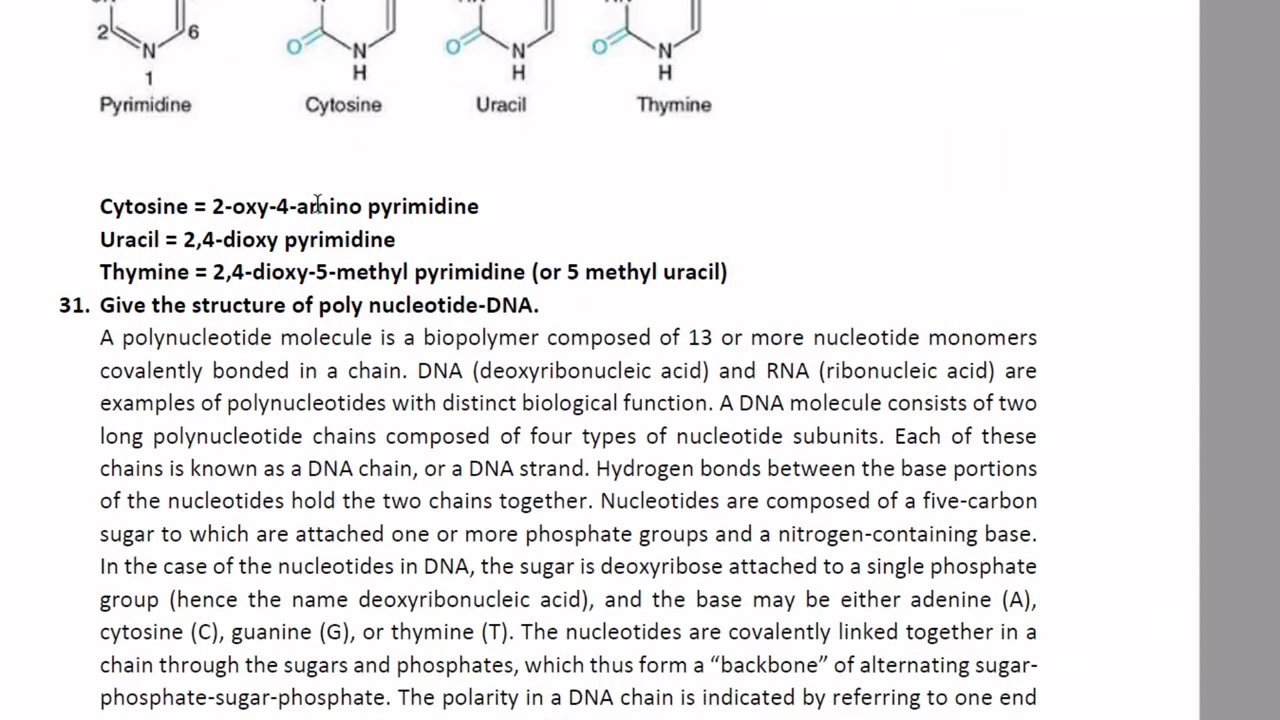 2
N
6
1
Pyrimidine
O
N
H
Cytosine
O
N
H
Uracil
O
N
H
Thymine
Cytosine = 2-oxy-4-amino pyrimidine
Uracil = 2,4-dioxy pyrimidine
Thymine = 2,4-dioxy-5-methyl pyrimidine (or 5 methyl uracil)
31. Give the structure of poly nucleotide-DNA.
A polynucleotide molecule is a biopolymer composed of 13 or more nucleotide monomers
covalently bonded in a chain. DNA (deoxyribonucleic acid) and RNA (ribonucleic acid) are
examples of polynucleotides with distinct biological function. A DNA molecule consists of two
long polynucleotide chains composed of four types of nucleotide subunits. Each of these
chains is known as a DNA chain, or a DNA strand. Hydrogen bonds between the base portions
of the nucleotides hold the two chains together. Nucleotides are composed of a five-carbon
sugar to which are attached one or more phosphate groups and a nitrogen-containing base.
In the case of the nucleotides in DNA, the sugar is deoxyribose attached to a single phosphate
group (hence the name deoxyribonucleic acid), and the base may be either adenine (A),
cytosine (C), guanine (G), or thymine (T). The nucleotides are covalently linked together in a
chain through the sugars and phosphates, which thus form a “backbone” of alternating sugar-
phosphate-sugar-phosphate. The polarity in a DNA chain is indicated by referring to one end